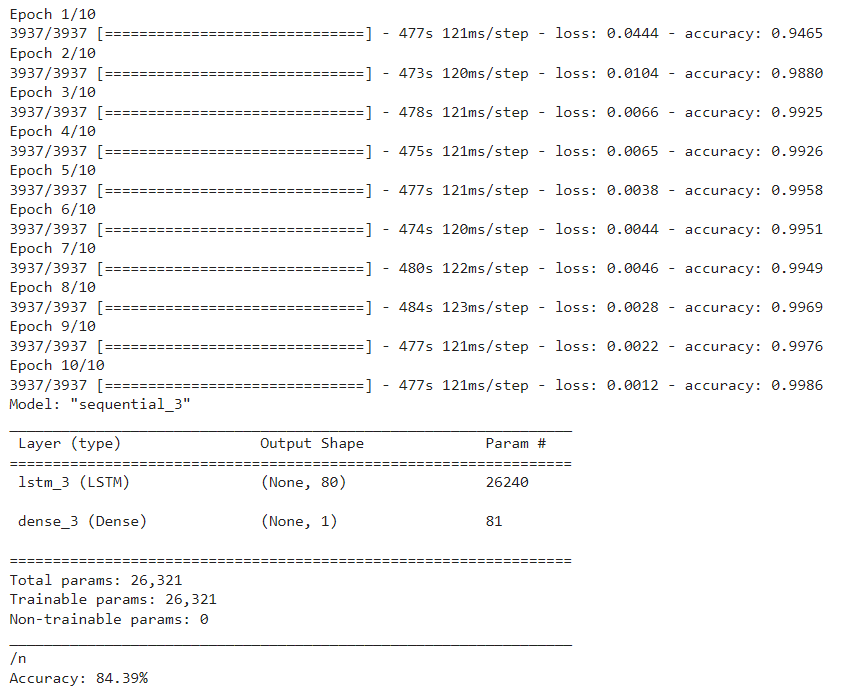 Epoch 1/10
3937/3937 [==============================] - 477s 121ms/step - loss: 0.0444 - accuracy: 0.9465
Epoch 2/10
3937/3937 [==============================] - 473s 120ms/step - loss: 0.0104 - accuracy: 0.9880
Epoch 3/10
3937/3937 [==============================] - 478s 121ms/step - loss: 0.0066 - accuracy: 0.9925
Epoch 4/10
3937/3937 [==============================] - 475s 121ms/step - loss: 0.0065 - accuracy: 0.9926
Epoch 5/10
3937/3937 [==============================] - 477s 121ms/step - loss: 0.0038 - accuracy: 0.9958
Epoch 6/10
3937/3937 [==============================] - 474s 120ms/step - loss: 0.0044 - accuracy: 0.9951
Epoch 7/10
3937/3937 [==============================] - 480s 122ms/step - loss: 0.0046 - accuracy: 0.9949
Epoch 8/10
3937/3937 [==============================] - 484s 123ms/step - loss: 0.0028 - accuracy: 0.9969
Epoch 9/10
3937/3937 [==============================] - 477s 121ms/step - loss: 0.0022 - accuracy: 0.9976
Epoch 10/10
3937/3937 [==============================] - 477s 121ms/step - loss: 0.0012 - accuracy: 0.9986
Model: "sequential_3"
_________________________________________________________________
Layer (type)                Output Shape              Param #
=================================================================
lstm_3 (LSTM)               (None, 80)                26240
dense_3 (Dense)             (None, 1)                 81
=================================================================
Total params: 26,321
Trainable params: 26,321
Non-trainable params: 0
_________________________________________________________________
/n
Accuracy: 84.39%